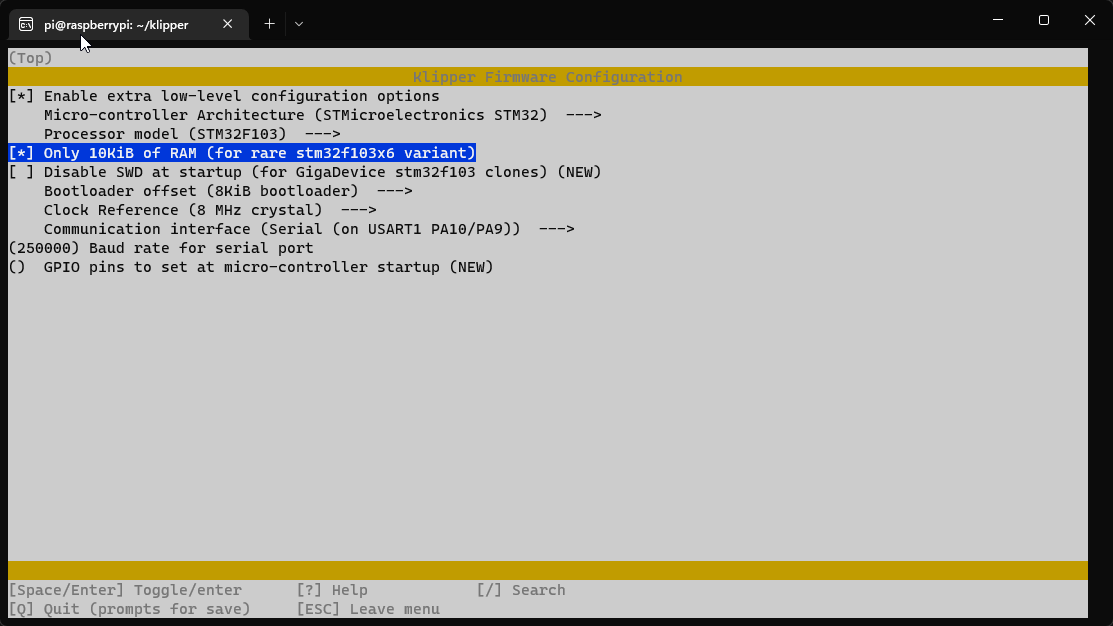 pi@raspberrypi: ~/klipper
(Top)
Klipper Firmware Configuration
[*] Enable extra low-level configuration options
Micro-controller Architecture (STMicroelectronics STM32)  --->
Processor model (STM32F103)  --->
[*] Only 10KiB of RAM (for rare stm32f103x6 variant)
[ ] Disable SWD at startup (for GigaDevice stm32f103 clones) (NEW)
Bootloader offset (8KiB bootloader)  --->
Clock Reference (8 MHz crystal)  --->
Communication interface (Serial (on USART1 PA10/PA9))  --->
(250000) Baud rate for serial port
()  GPIO pins to set at micro-controller startup (NEW)
[Space/Enter] Toggle/enter      [?] Help            [/] Search
[Q] Quit (prompts for save)     [ESC] Leave menu